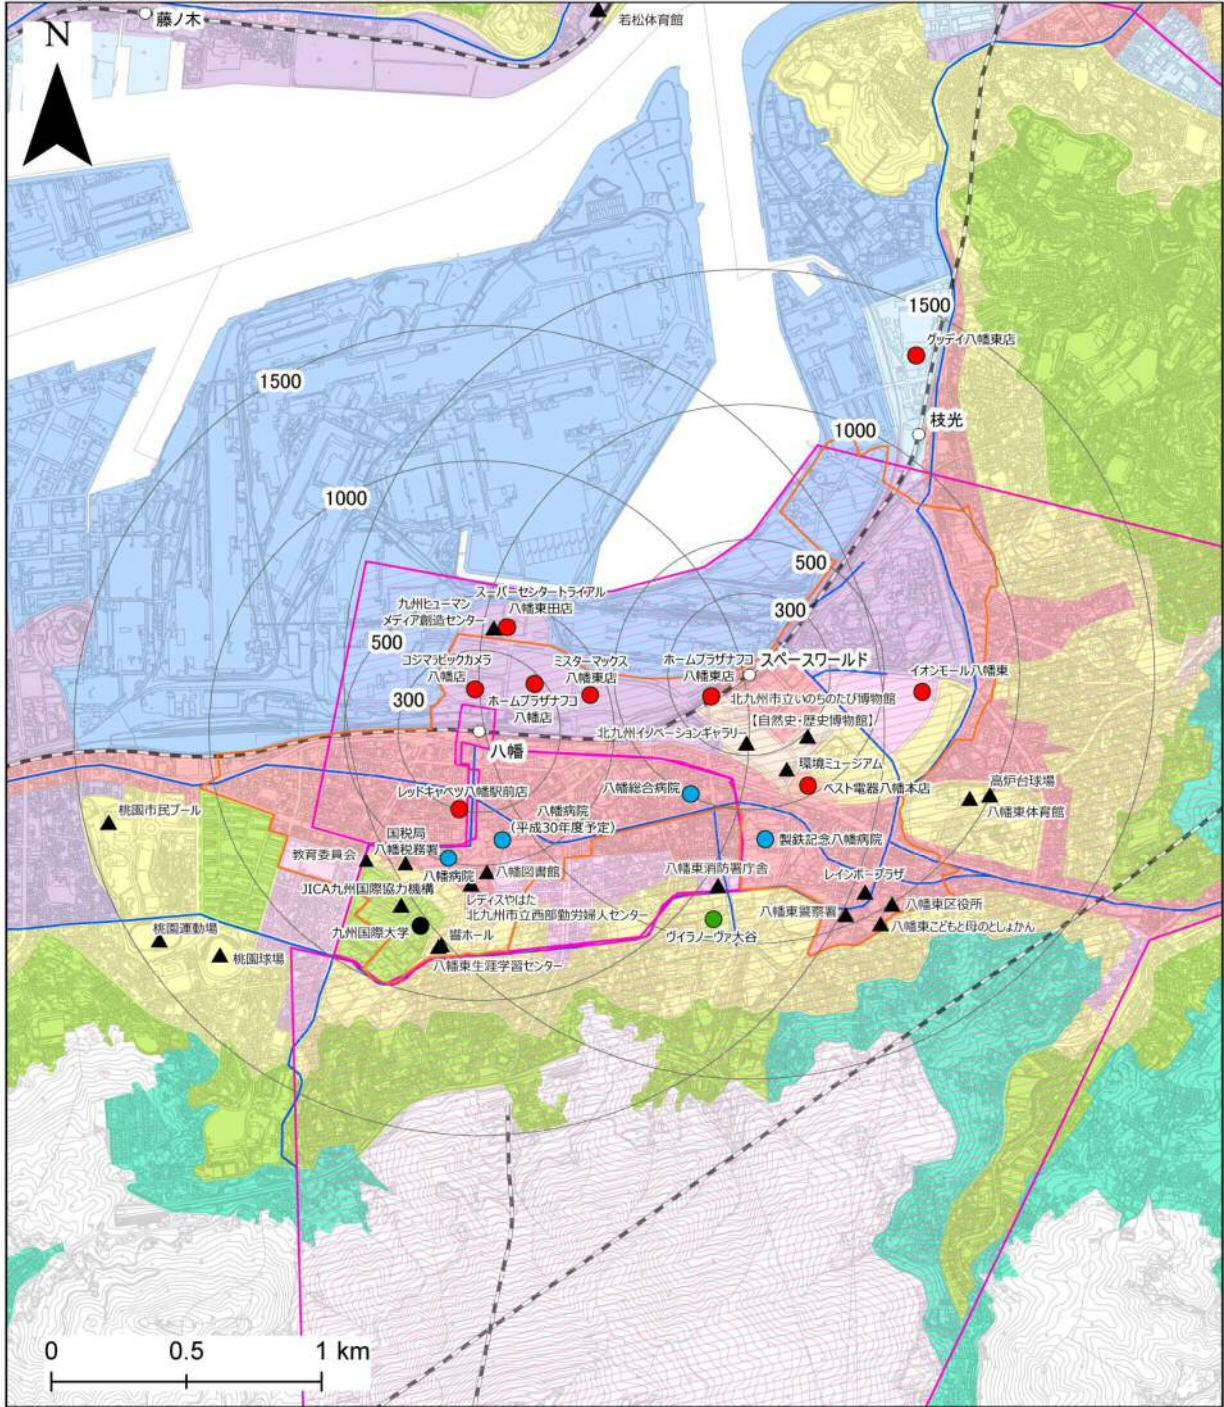 藤ノ木
若松体育館
N
1500
グッデイ八幡東店
1500
枝光
1000
1000
500
スーパーセンタートライアル
八幡東田店
九州ヒューマン
メディア創造センター
300
500
コジマ×ビックカメラ
八幡店
ミスターマックス
八幡東店
ホームプラザナフコ
八幡東店
スペースワールド
イオンモール八幡東
300
ホームプラザナフコ
八幡店
北九州市立いのちのたび博物館
【自然史・歴史博物館】
北九州イノベーションギャラリー
八幡
環境ミュージアム
高炉台球場
レッドキャベツ八幡駅前店
八幡総合病院
ベスト電器八幡本店
八幡東体育館
桃園市民プール
八幡病院
（平成30年度予定）
国税局
八幡税務署
製鉄記念八幡病院
教育委員会
八幡病院
八幡図書館
八幡東消防署庁舎
レインボープラザ
JICA九州国際協力機構
レディスやはた
北九州市立西部勤労婦人センター
八幡東警察署
八幡東区役所
八幡東こどもと母のとしょかん
桃園運動場
九州国際大学
響ホール
ヴィラノーヴァ大谷
桃園球場
八幡東生涯学習センター
0 0.5 1 km